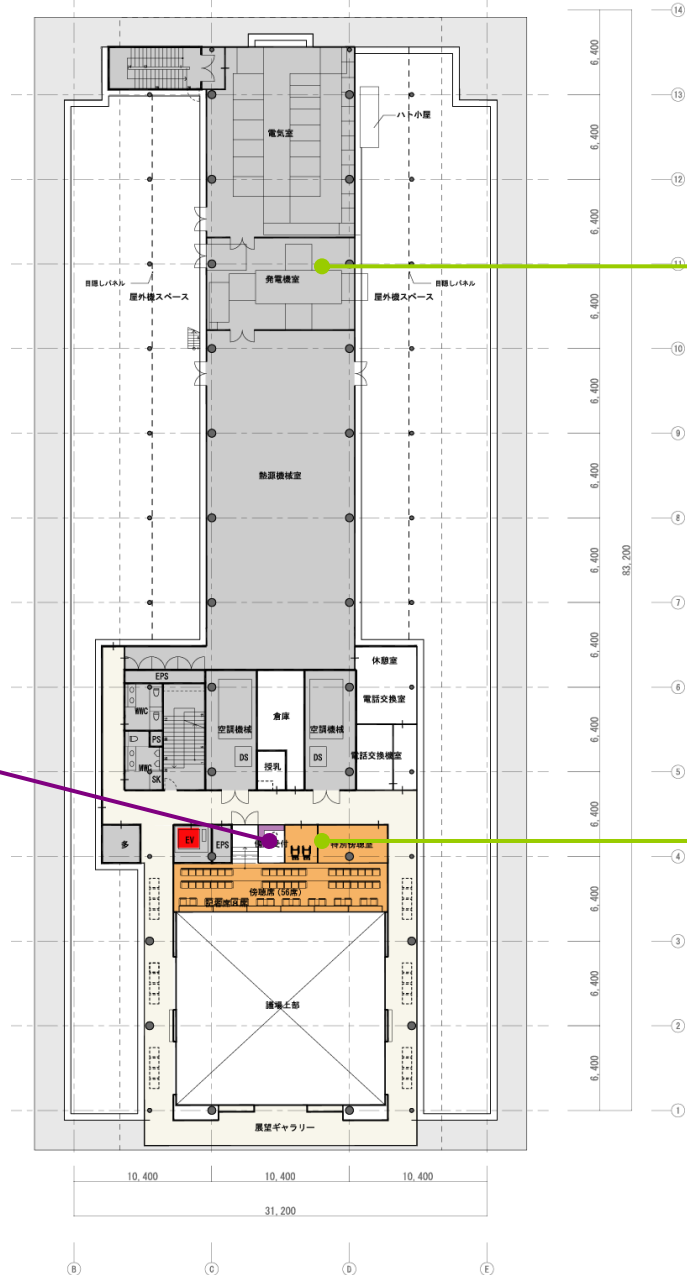 ⑭
6,400
⑬
ハト小屋
電気室
6,400
⑫
6,400
⑪
目隠しパネル
発電機室
目隠しパネル
屋外機スペース
屋外機スペース
6,400
⑩
6,400
⑨
熱源機械室
6,400
⑧
83,200
6,400
⑦
6,400
休憩室
EPS
⑥
電話交換室
WWC
倉庫
空調機械
空調機械
PS
6,400
MWC
DS
DS
電話交換機室
授乳
SK
⑤
6,400
多
EV
EPS
受付
特別傍聴室
④
傍聴席(56席)
6,400
③
6,400
議場上部
②
6,400
①
展望ギャラリー
10,400
10,400
10,400
31,200
Ⓑ
Ⓒ
Ⓓ
Ⓔ